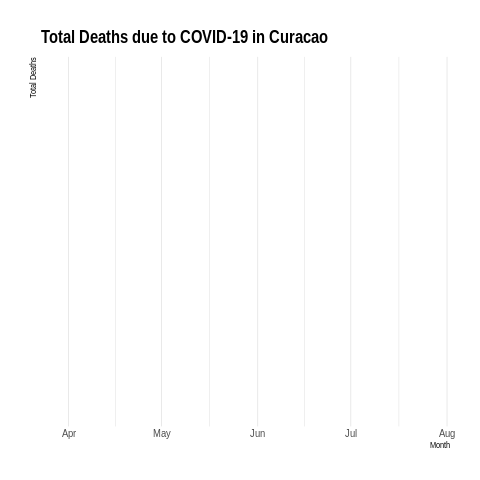 Total Deaths due to COVID-19 in Curacao
Total Deaths
Apr May Jun Jul Aug
Month